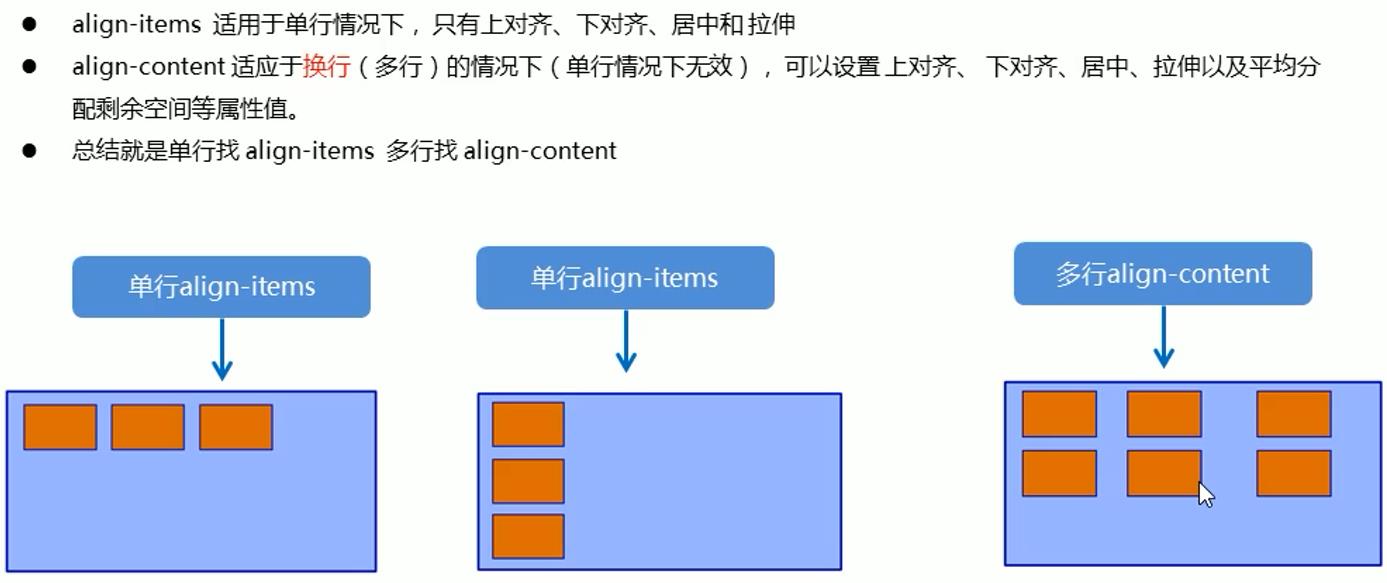 ● align-items 适用于单行情况下，只有上对齐、下对齐、居中和 拉伸
● align-content 适应于换行（多行）的情况下（单行情况下无效），可以设置 上对齐、 下对齐、居中、拉伸以及平均分
配剩余空间等属性值。
● 总结就是单行找 align-items 多行找 align-content
单行align-items
单行align-items
多行align-content